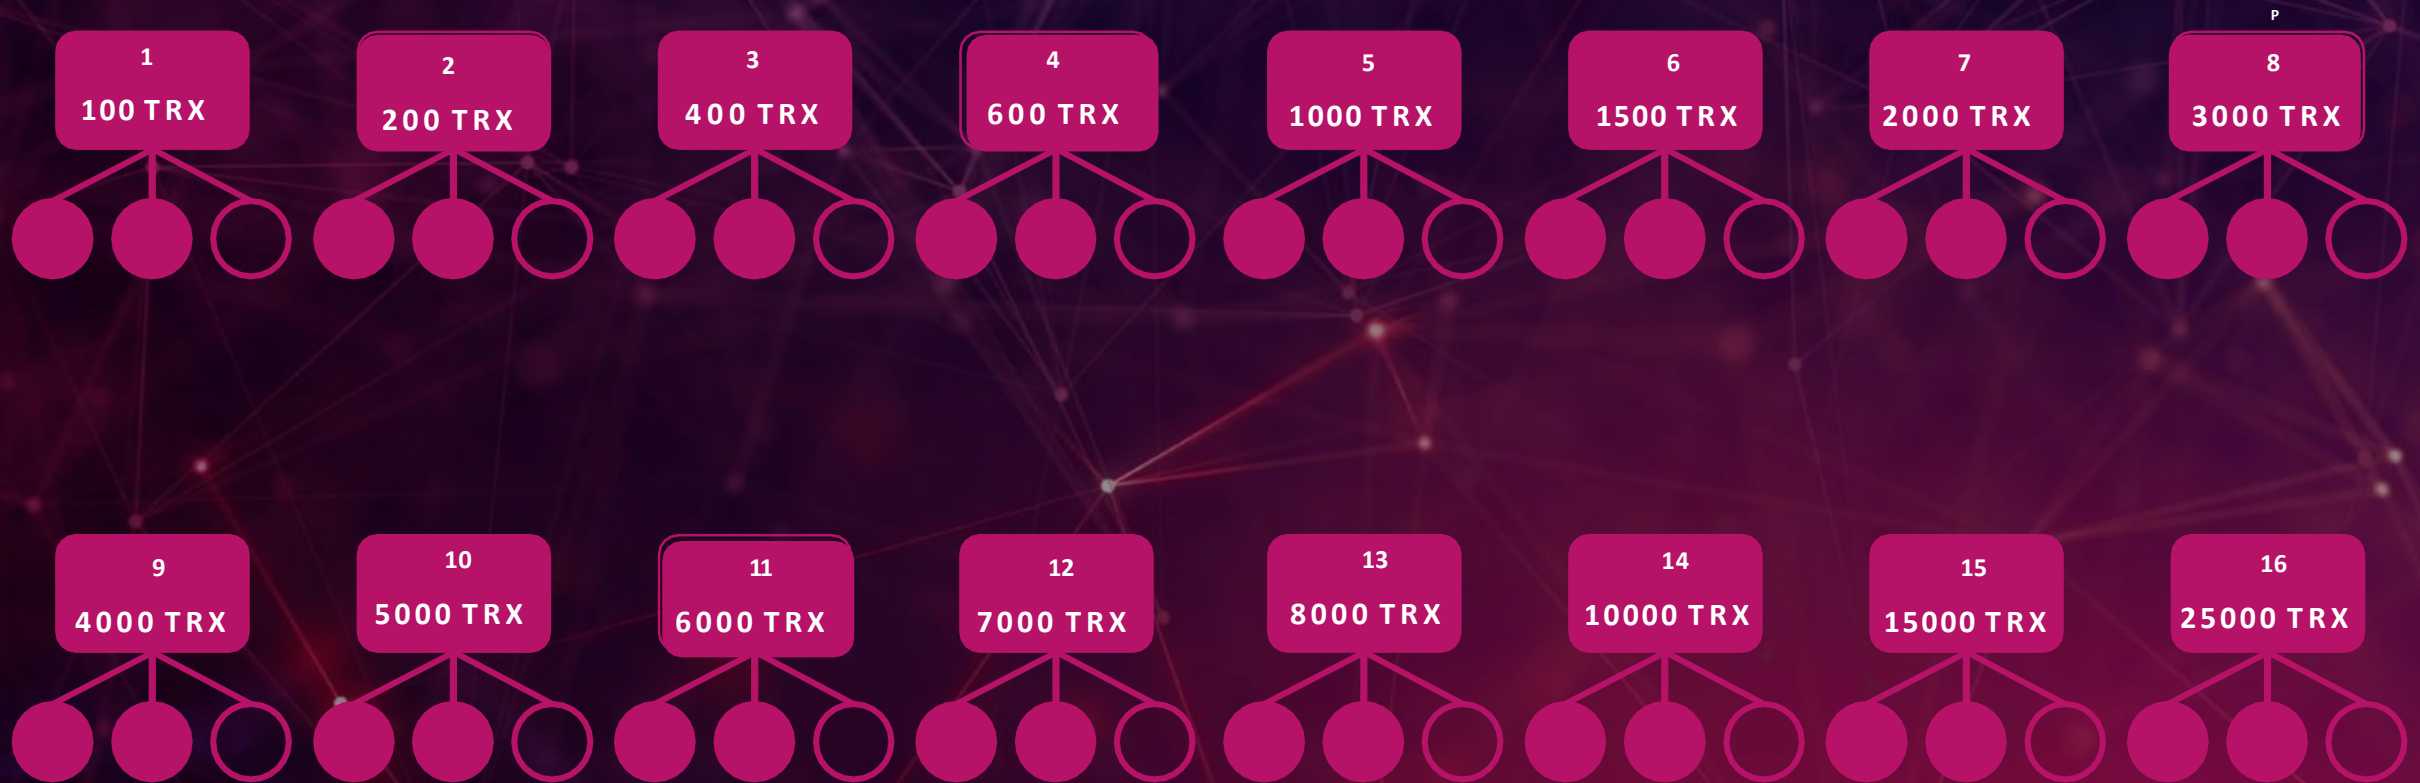 P
1
100 TRX
2
200 TRX
3
400 TRX
4
600 TRX
5
1000 TRX
6
1500 TRX
7
2000 TRX
8
3000 TRX
9
4000 TRX
10
5000 TRX
11
6000 TRX
12
7000 TRX
13
8000 TRX
14
10000 TRX
15
15000 TRX
16
25000 TRX